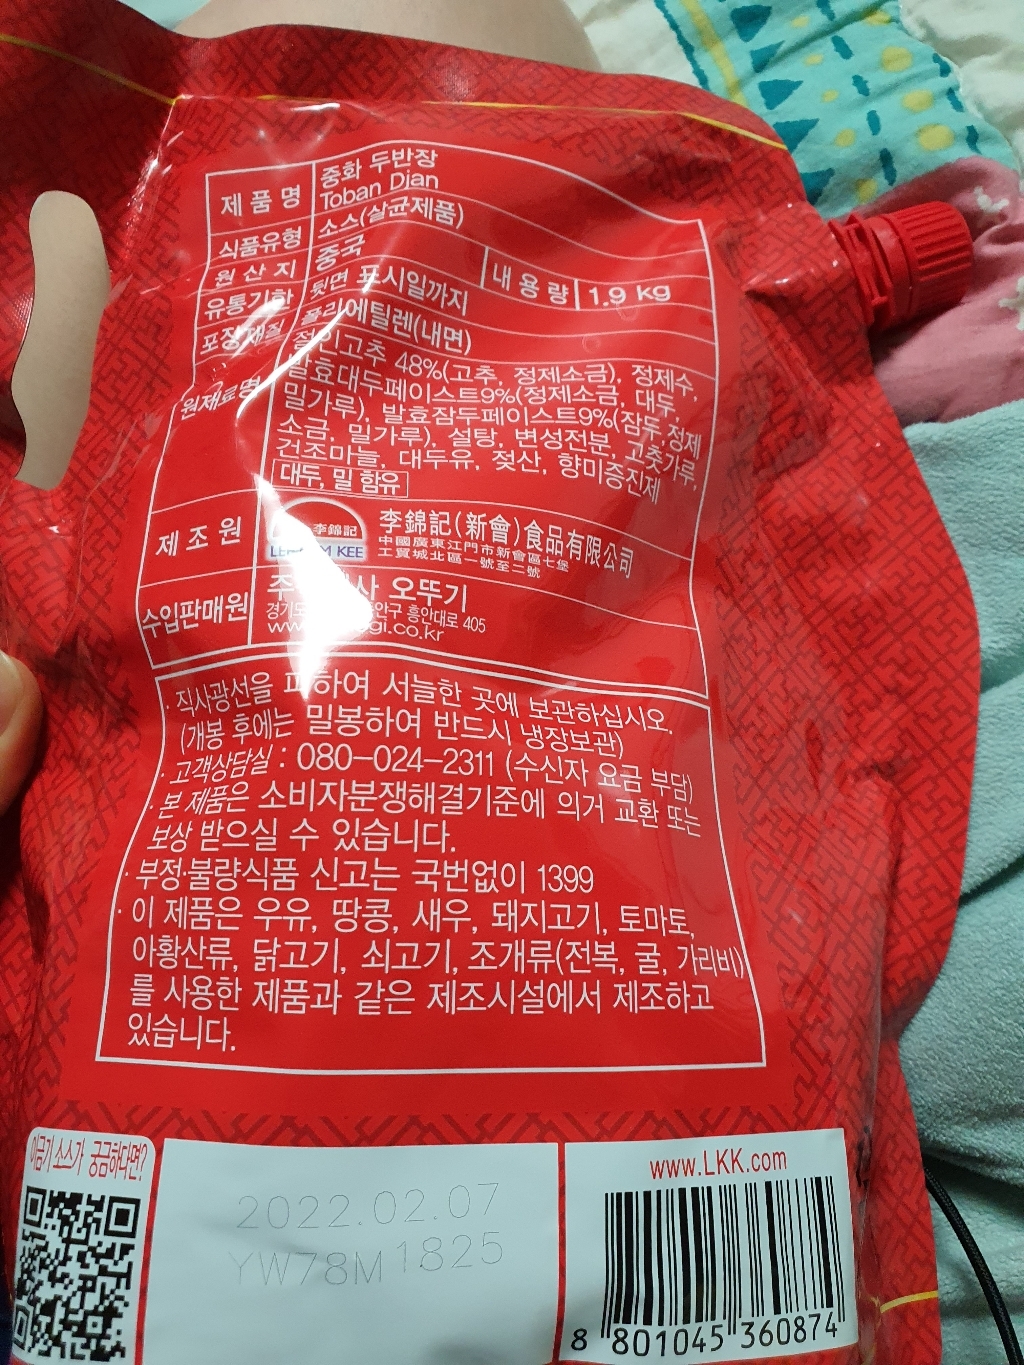 제 품 명 중화 두반장
Toban Djan
식품유형 소스(살균제품)
원 산 지 중국 내 용 량 1.9 kg
유통기한 뒷면 표시일까지
포장재질 폴리에틸렌(내면)
원재료명 절인고추 48%(고추, 정제소금), 정제수,
발효대두페이스트9%(정제소금, 대두,
밀가루), 발효잠두페이스트9%(잠두,정제
소금, 밀가루), 설탕, 변성전분, 고춧가루,
건조마늘, 대두유, 젖산, 향미증진제
대두, 밀 함유
제 조 원 李錦記(新會)食品有限公司
李錦記
KEE
中國廣東江門市新會區七堡
工貿城北區一號至二號
수입판매원 오뚜기
흥안대로 405
.co.kr
· 직사광선을 피하여 서늘한 곳에 보관하십시오.
(개봉 후에는 밀봉하여 반드시 냉장보관)
· 고객상담실 : 080-024-2311 (수신자 요금 부담)
· 본 제품은 소비자분쟁해결기준에 의거 교환 또는
보상 받으실 수 있습니다.
· 부정·불량식품 신고는 국번없이 1399
· 이 제품은 우유, 땅콩, 새우, 돼지고기, 토마토,
아황산류, 닭고기, 쇠고기, 조개류(전복, 굴, 가리비)
를 사용한 제품과 같은 제조시설에서 제조하고
있습니다.
이금기 소스가 궁금하다면?
2022.02.07
YW78M1825
www.LKK.com
8 801045 360874